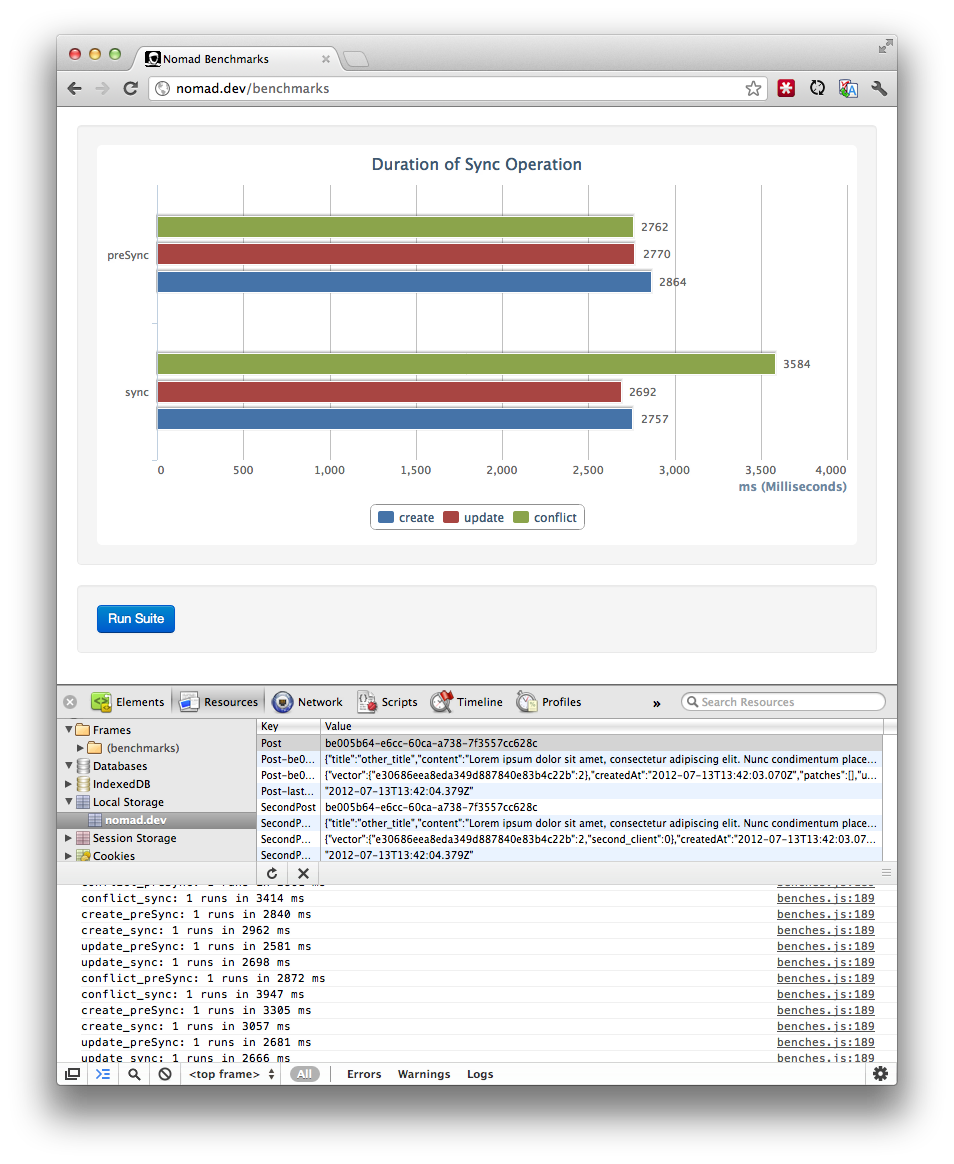 Nomad Benchmarks
nomad.dev/benchmarks
Duration of Sync Operation
preSync
2762
2770
2864
sync
3584
2692
2757
0 500 1,000 1,500 2,000 2,500 3,000 3,500 4,000
ms (Milliseconds)
create update conflict
Run Suite
Elements Resources Network Scripts Timeline Profiles » Search Resources
Frames
(benchmarks)
Databases
IndexedDB
Local Storage
nomad.dev
Session Storage
Cookies
Key Value
Post be005b64-e6cc-60ca-a738-7f3557cc628c
Post-be0... {"title":"other_title","content":"Lorem ipsum dolor sit amet, consectetur adipiscing elit. Nunc condimentum place...
Post-be0... {"vector":{"e30686eea8eda349d887840e83b4c22b":2},"createdAt":"2012-07-13T13:42:03.070Z","patches":[],"u...
Post-last... "2012-07-13T13:42:04.379Z"
SecondPost be005b64-e6cc-60ca-a738-7f3557cc628c
SecondP... {"title":"other_title","content":"Lorem ipsum dolor sit amet, consectetur adipiscing elit. Nunc condimentum place...
SecondP... {"vector":{"e30686eea8eda349d887840e83b4c22b":2,"second_client":0},"createdAt":"2012-07-13T13:42:03.07...
SecondP... "2012-07-13T13:42:04.379Z"
conflict_sync: 1 runs in 3414 ms benches.js:189
create_preSync: 1 runs in 2840 ms benches.js:189
create_sync: 1 runs in 2962 ms benches.js:189
update_preSync: 1 runs in 2581 ms benches.js:189
update_sync: 1 runs in 2698 ms benches.js:189
conflict_preSync: 1 runs in 2872 ms benches.js:189
conflict_sync: 1 runs in 3947 ms benches.js:189
create_preSync: 1 runs in 3305 ms benches.js:189
create_sync: 1 runs in 3057 ms benches.js:189
update_preSync: 1 runs in 2681 ms benches.js:189
update_sync: 1 runs in 2666 ms benches.js:189
<top frame> All Errors Warnings Logs